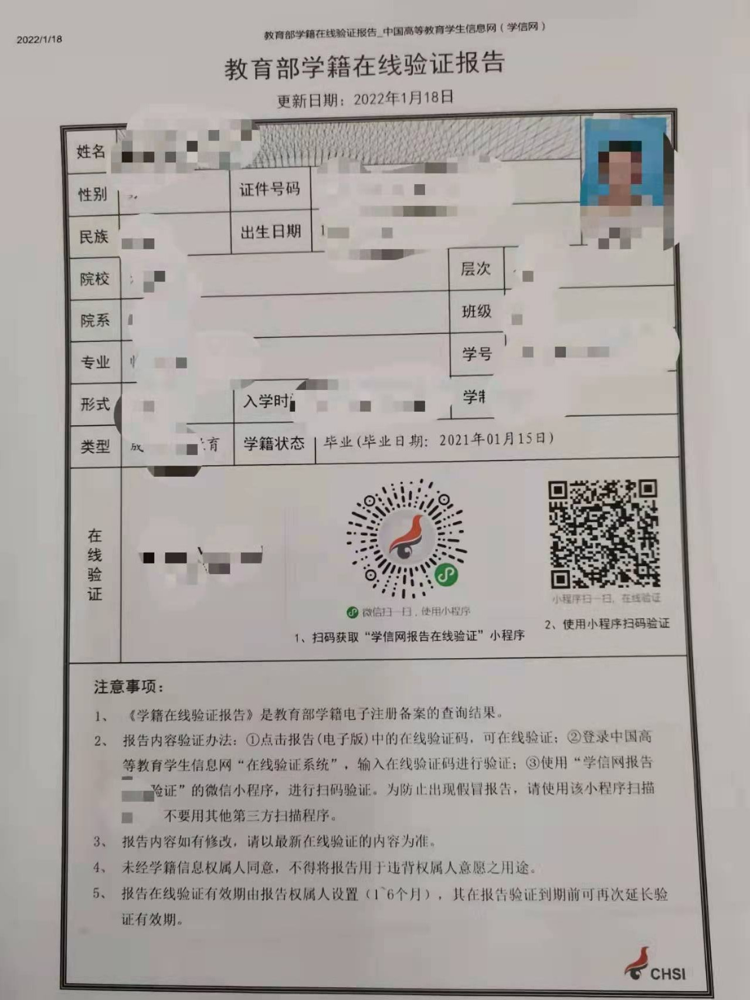 2022/1/18
教育部学籍在线验证报告_中国高等教育学生信息网（学信网）
教育部学籍在线验证报告
更新日期：2022年1月18日
姓名
性别
证件号码
民族
出生日期 1
院校
层次
院系
班级
专业
学号
形式
入学时
学制
类型 成 育
学籍状态 毕业(毕业日期：2021年01月15日)
在线验证
微信扫一扫，使用小程序
1、扫码获取“学信网报告在线验证”小程序
小程序扫一扫，在线验证
2、使用小程序扫码验证
注意事项：
1、《学籍在线验证报告》是教育部学籍电子注册备案的查询结果。
2、报告内容验证办法：①点击报告(电子版)中的在线验证码，可在线验证；②登录中国高
等教育学生信息网“在线验证系统”，输入在线验证码进行验证；③使用“学信网报告
验证”的微信小程序，进行扫码验证。为防止出现假冒报告，请使用该小程序扫描
不要用其他第三方扫描程序。
3、报告内容如有修改，请以最新在线验证的内容为准。
4、未经学籍信息权属人同意，不得将报告用于违背权属人意愿之用途。
5、报告在线验证有效期由报告权属人设置（1~6个月），其在报告验证到期前可再次延长验
证有效期。
CHSI